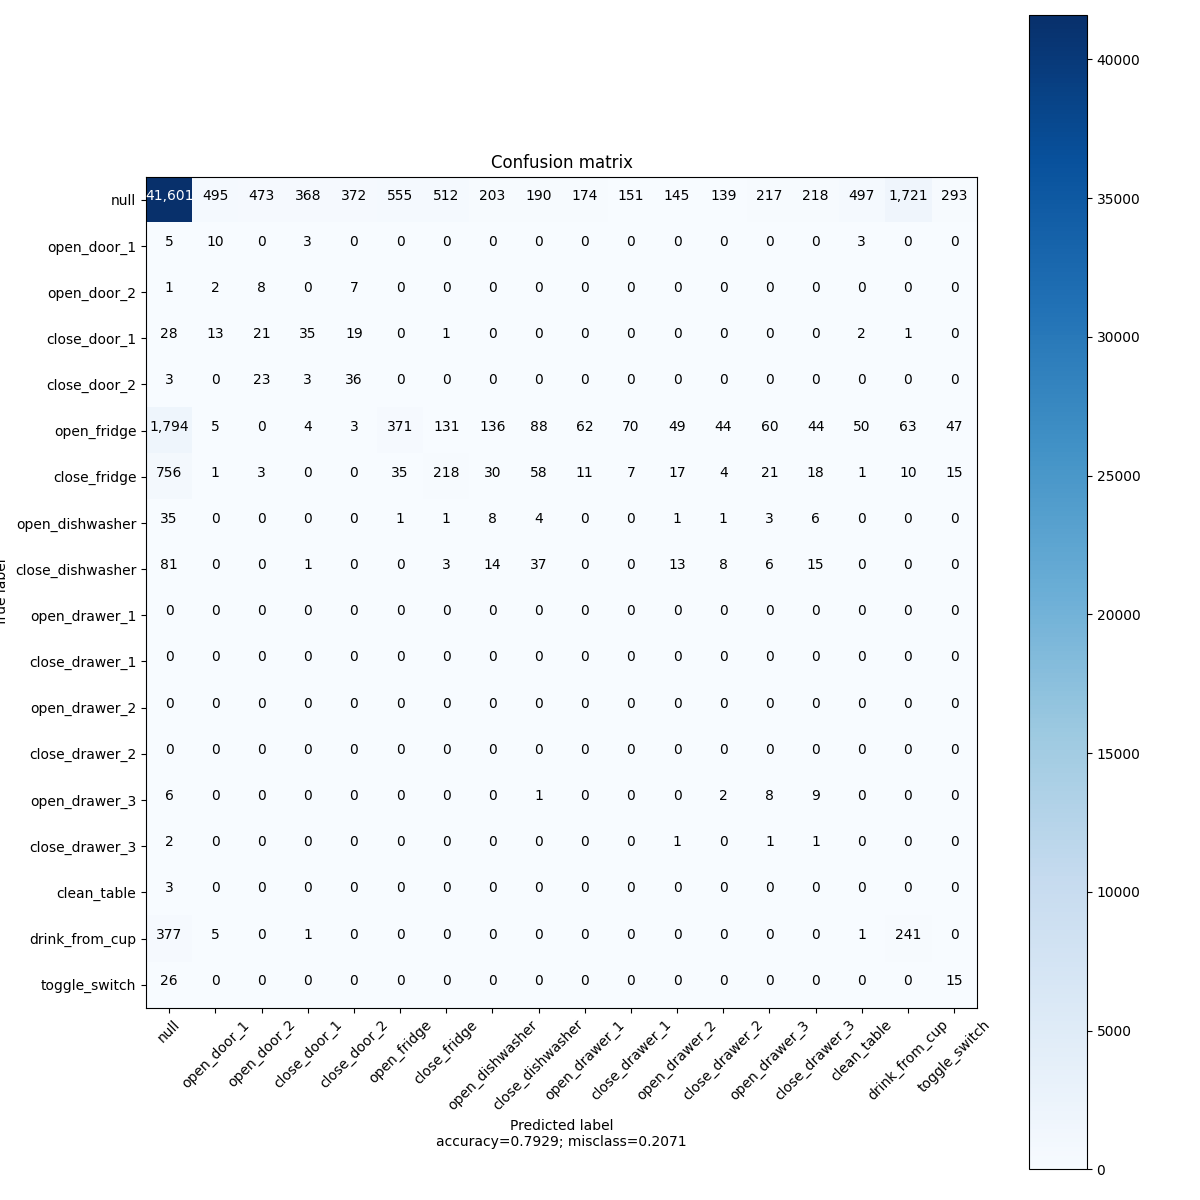 Confusion matrix
null 41,601 495 473 368 372 555 512 203 190 174 151 145 139 217 218 497 1,721 293
open_door_1 5 10 0 3 0 0 0 0 0 0 0 0 0 0 0 3 0 0
open_door_2 1 2 8 0 7 0 0 0 0 0 0 0 0 0 0 0 0 0
close_door_1 28 13 21 35 19 0 1 0 0 0 0 0 0 0 0 2 1 0
close_door_2 3 0 23 3 36 0 0 0 0 0 0 0 0 0 0 0 0 0
open_fridge 1,794 5 0 4 3 371 131 136 88 62 70 49 44 60 44 50 63 47
close_fridge 756 1 3 0 0 35 218 30 58 11 7 17 4 21 18 1 10 15
open_dishwasher 35 0 0 0 0 1 1 8 4 0 0 1 1 3 6 0 0 0
close_dishwasher 81 0 0 1 0 0 3 14 37 0 0 13 8 6 15 0 0 0
open_drawer_1 0 0 0 0 0 0 0 0 0 0 0 0 0 0 0 0 0 0
close_drawer_1 0 0 0 0 0 0 0 0 0 0 0 0 0 0 0 0 0 0
open_drawer_2 0 0 0 0 0 0 0 0 0 0 0 0 0 0 0 0 0 0
close_drawer_2 0 0 0 0 0 0 0 0 0 0 0 0 0 0 0 0 0 0
open_drawer_3 6 0 0 0 0 0 0 0 1 0 0 0 2 8 9 0 0 0
close_drawer_3 2 0 0 0 0 0 0 0 0 0 0 1 0 1 1 0 0 0
clean_table 3 0 0 0 0 0 0 0 0 0 0 0 0 0 0 0 0 0
drink_from_cup 377 5 0 1 0 0 0 0 0 0 0 0 0 0 0 1 241 0
toggle_switch 26 0 0 0 0 0 0 0 0 0 0 0 0 0 0 0 0 15
null
open_door_1
open_door_2
close_door_1
close_door_2
open_fridge
close_fridge
open_dishwasher
close_dishwasher
open_drawer_1
close_drawer_1
open_drawer_2
close_drawer_2
open_drawer_3
close_drawer_3
clean_table
drink_from_cup
toggle_switch
Predicted label
accuracy=0.7929; misclass=0.2071
40000
35000
30000
25000
20000
15000
10000
5000
0